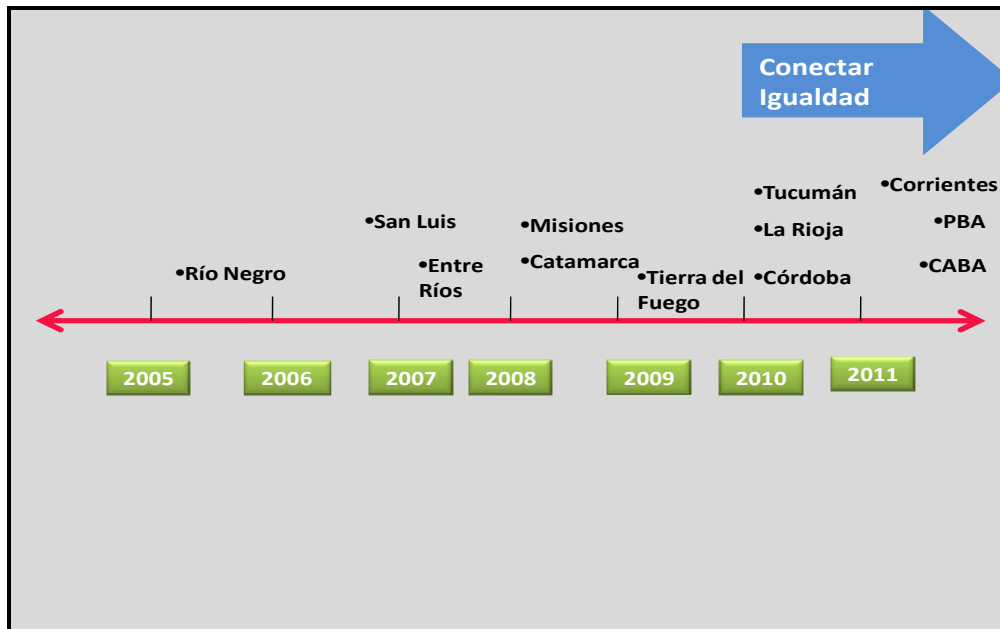 Conectar
Igualdad
•Tucumán
•Corrientes
•San Luis
•Misiones
•La Rioja
•PBA
•Río Negro
•Entre
Ríos
•Catamarca
•Tierra del
Fuego
•Córdoba
•CABA
2005
2006
2007
2008
2009
2010
2011